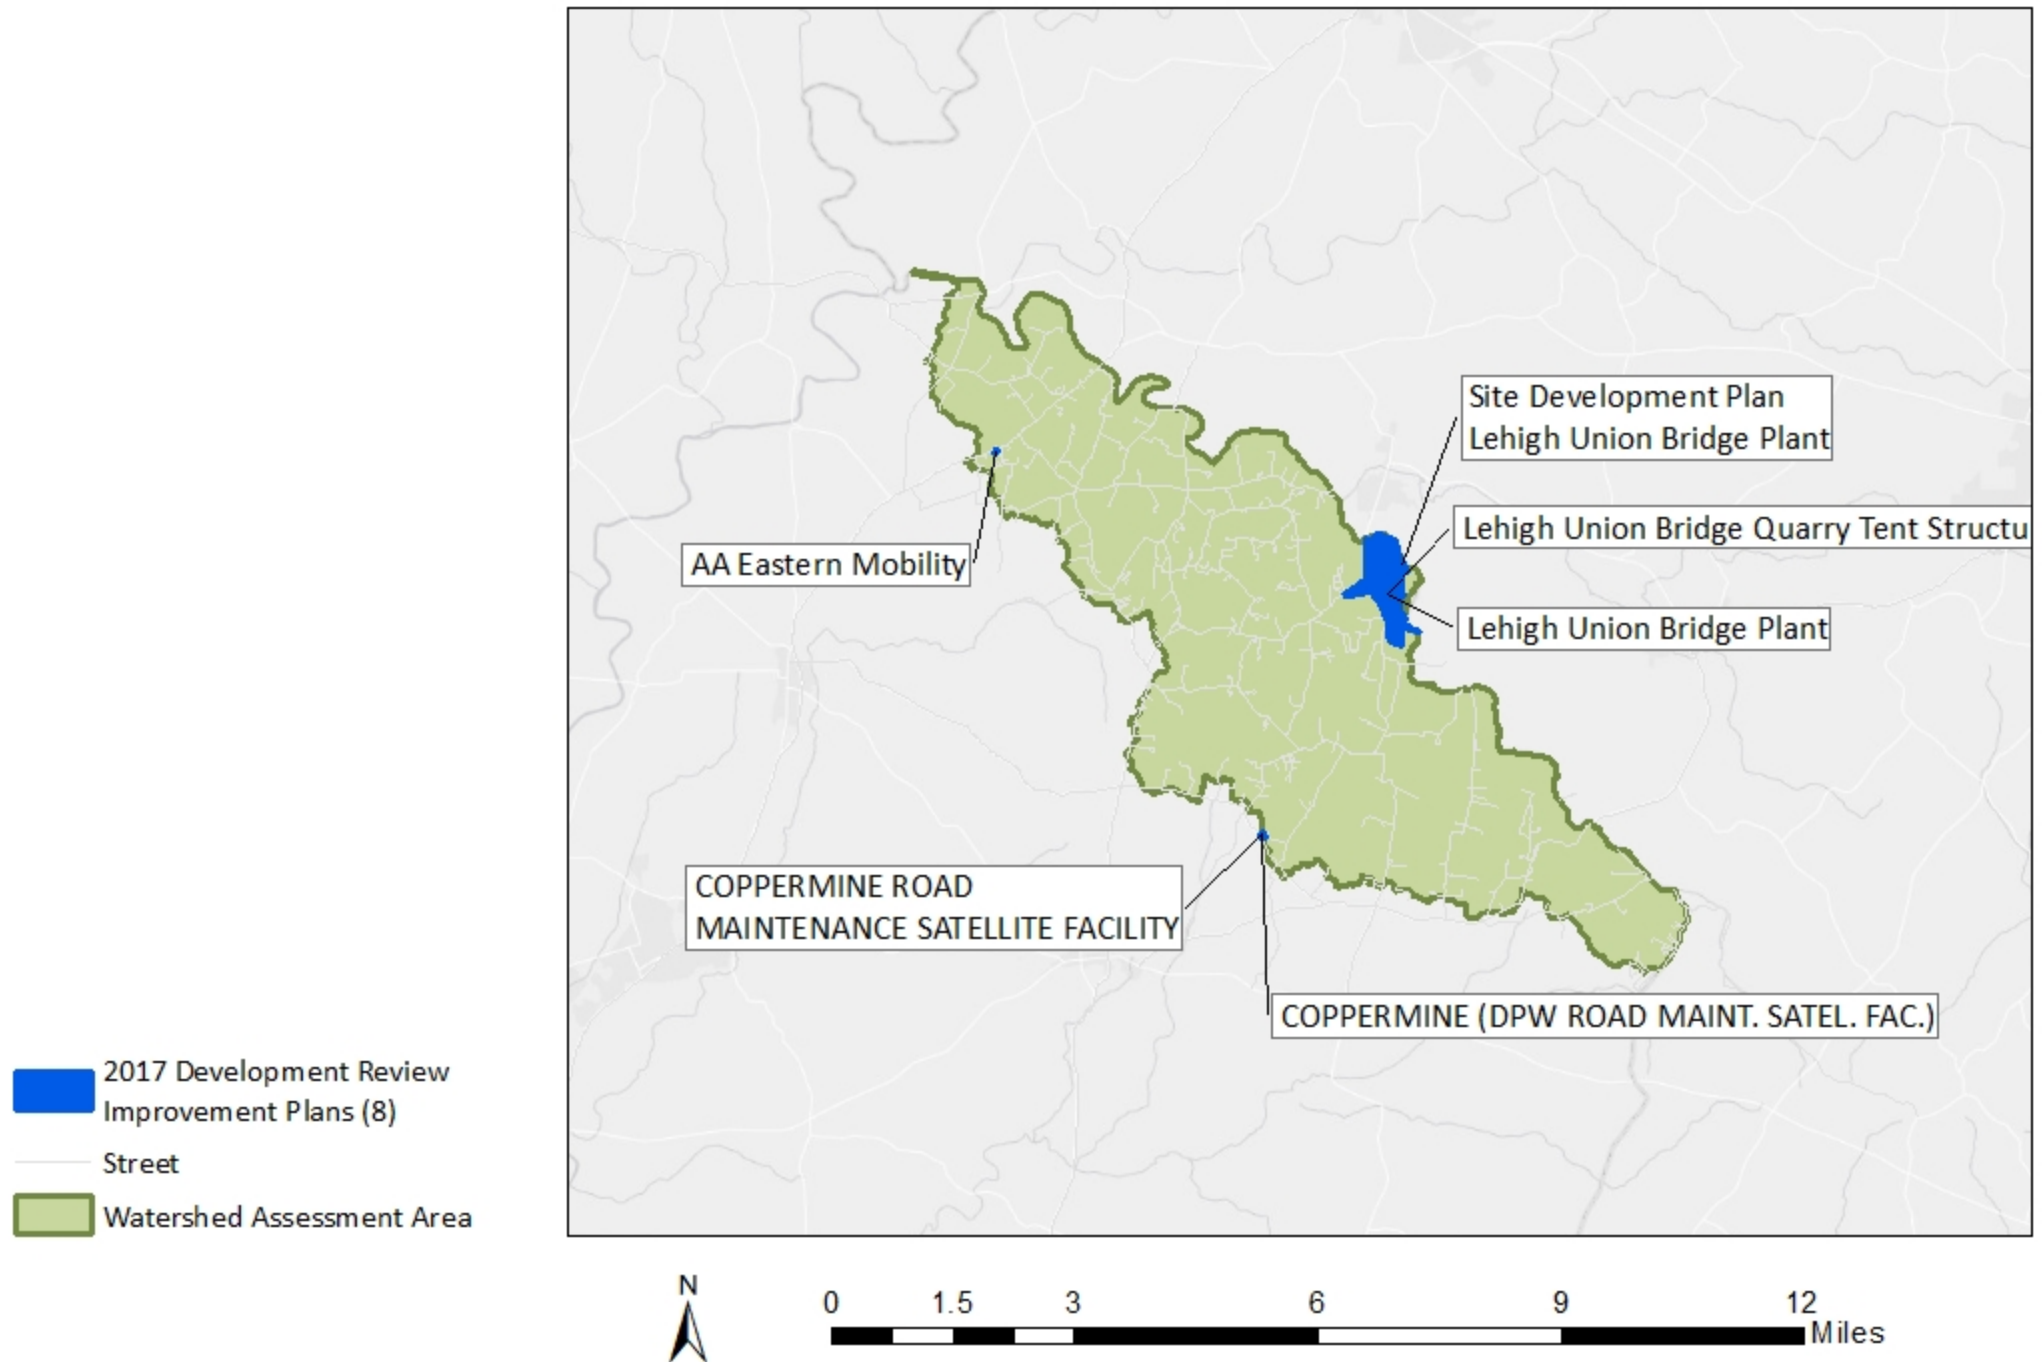 Site Development Plan
Lehigh Union Bridge Plant
Lehigh Union Bridge Quarry Tent Structu
AA Eastern Mobility
Lehigh Union Bridge Plant
COPPERMINE ROAD
MAINTENANCE SATELLITE FACILITY
COPPERMINE (DPW ROAD MAINT. SATEL. FAC.)
2017 Development Review
Improvement Plans (8)
Street
Watershed Assessment Area
N
0 1.5 3 6 9 12
Miles